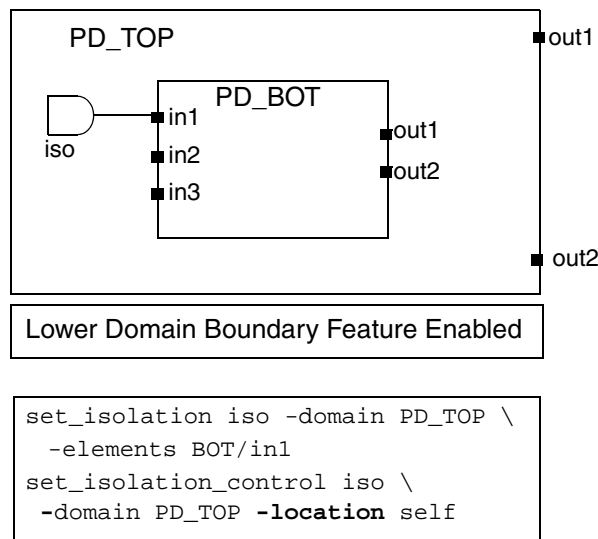 PD_TOP
out1
PD_BOT
in1
out1
iso
in2
out2
in3
out2
Lower Domain Boundary Feature Enabled
set_isolation iso -domain PD_TOP \
-elements BOT/in1
set_isolation_control iso \
-domain PD_TOP -location self